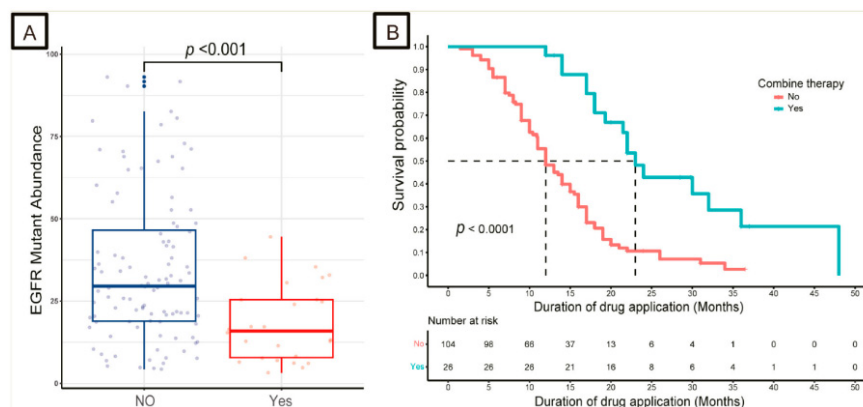 A
p <0.001
EGFR Mutant Abundance
100
75
50
25
0
NO Yes
B
Survival probability
1.0
0.9
0.8
0.7
0.6
0.5
0.4
0.3
0.2
0.1
0.0
Combine therapy
No
Yes
p < 0.0001
0 5 10 15 20 25 30 35 40 45 50
Duration of drug application (Months)
Number at risk
No 104 98 66 37 13 6 4 1 0 0 0
Yes 26 26 26 21 16 8 6 4 1 1 0
0 5 10 15 20 25 30 35 40 45 50
Duration of drug application (Months)